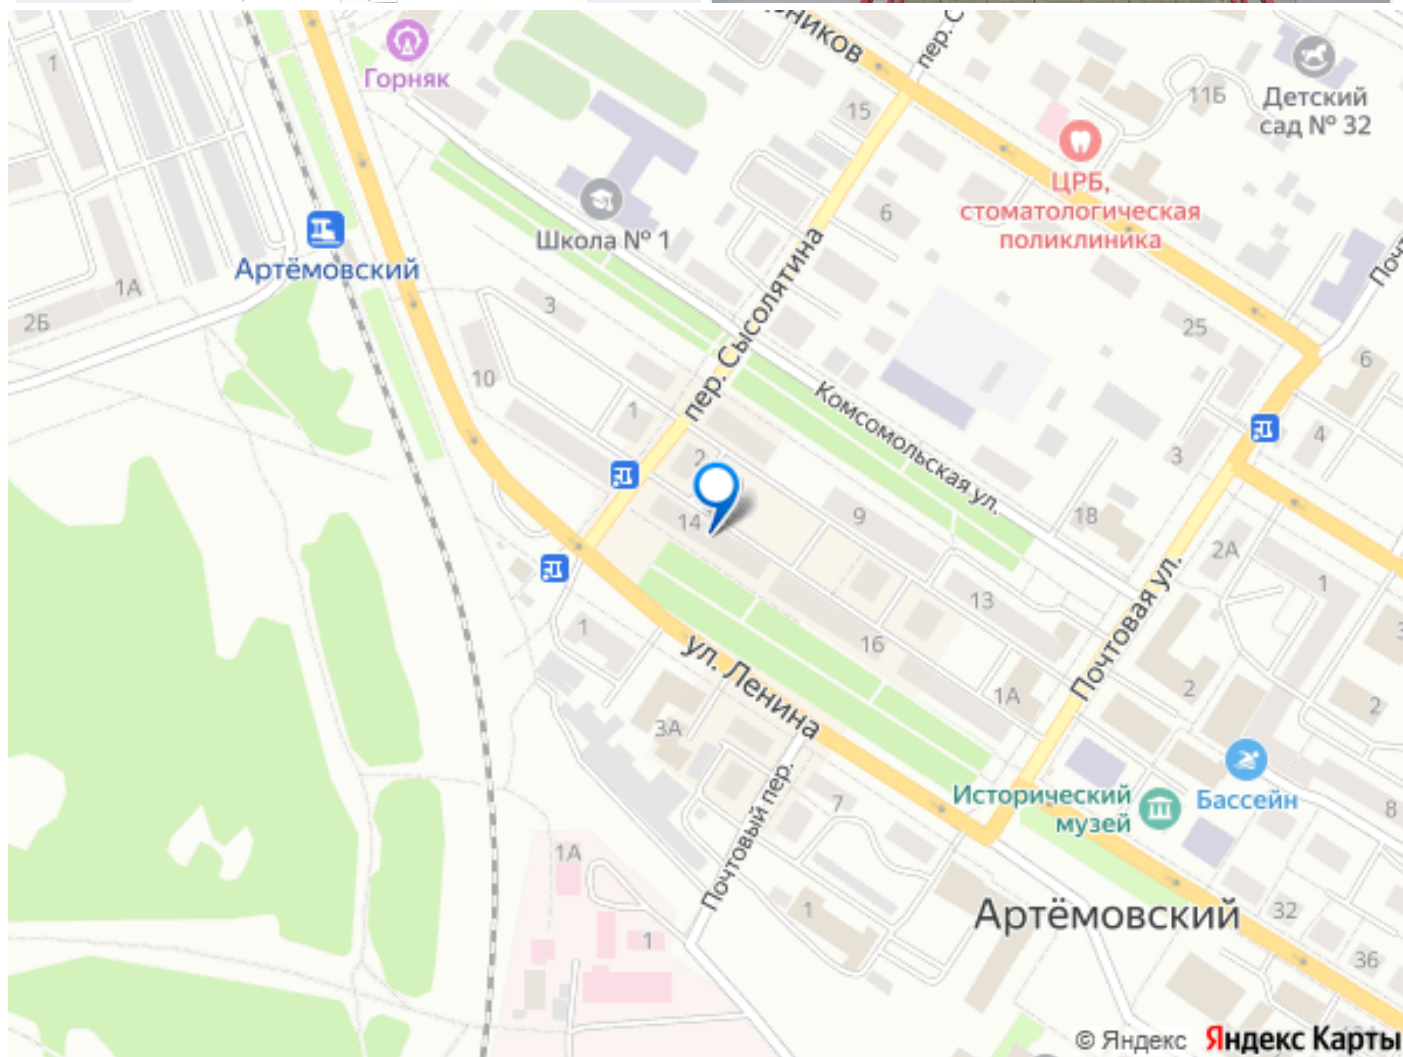 1
Горняк
пер. С
15
11Б
Детский
сад № 32
ЦРБ,
стоматологическая
поликлиника
6
Школа № 1
Артёмовский
1А
2Б
3
10
1
пер. Сысолятина
25
6
4
3
Комсомольская ул.
2
14
9
18
2А
1
13
16
1А
Почтовая ул.
2
2
1
ул. Ленина
3А
Почтовый пер.
7
Исторический
музей
Бассейн
8
1А
1
1
Артёмовский
32
36
© Яндекс Яндекс Карты